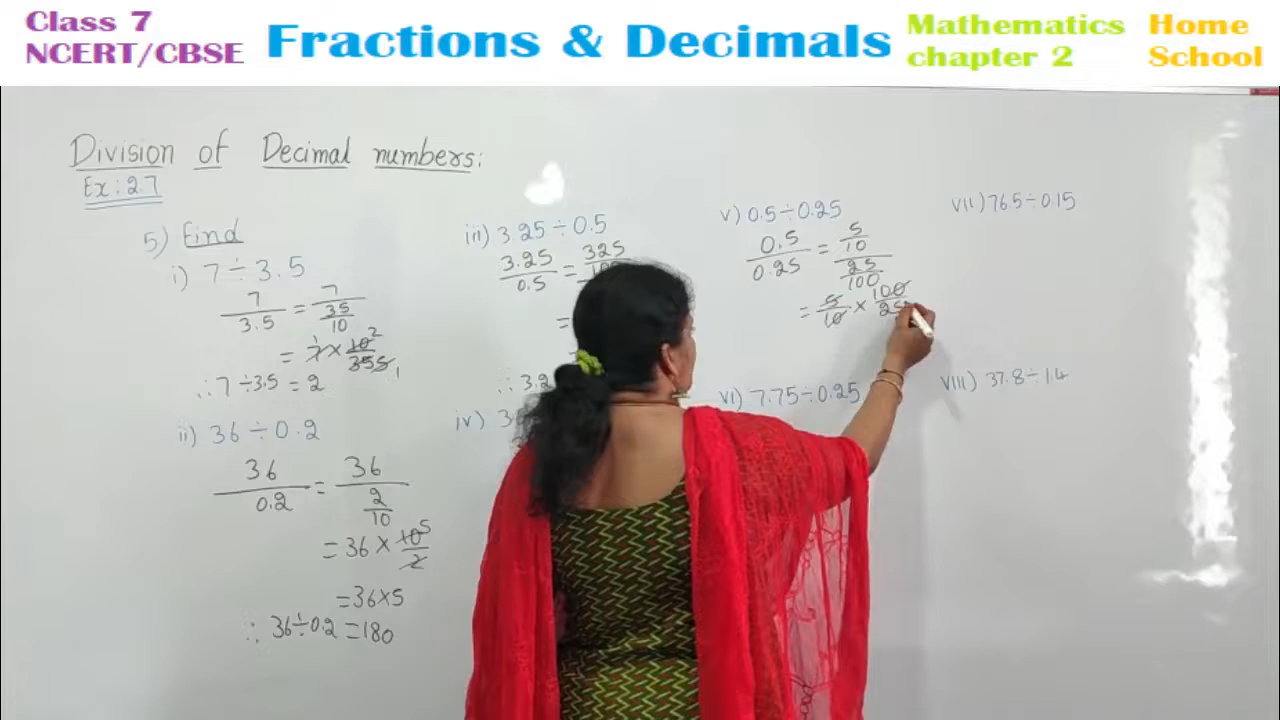 Class 7
NCERT/CBSE
Fractions & Decimals
Mathematics
chapter 2
Home
School
Division of Decimal numbers:
Ex: 2.7
5) Find
i) 7 ÷ 3.5
7/3.5 = 7/(35/10)
= 7 × 10/35
∴ 7 ÷ 3.5 = 2
ii) 36 ÷ 0.2
36/0.2 = 36/(2/10)
= 36 × 10/2
= 36 × 5
∴ 36 ÷ 0.2 = 180
iii) 3.25 ÷ 0.5
3.25/0.5 = 325/100
=
∴ 3.2
iv) 3
v) 0.5 ÷ 0.25
0.5/0.25 = (5/10)/(25/100)
= 5/10 × 100/25
vi) 7.75 ÷ 0.25
vii) 76.5 ÷ 0.15
viii) 37.8 ÷ 1.4